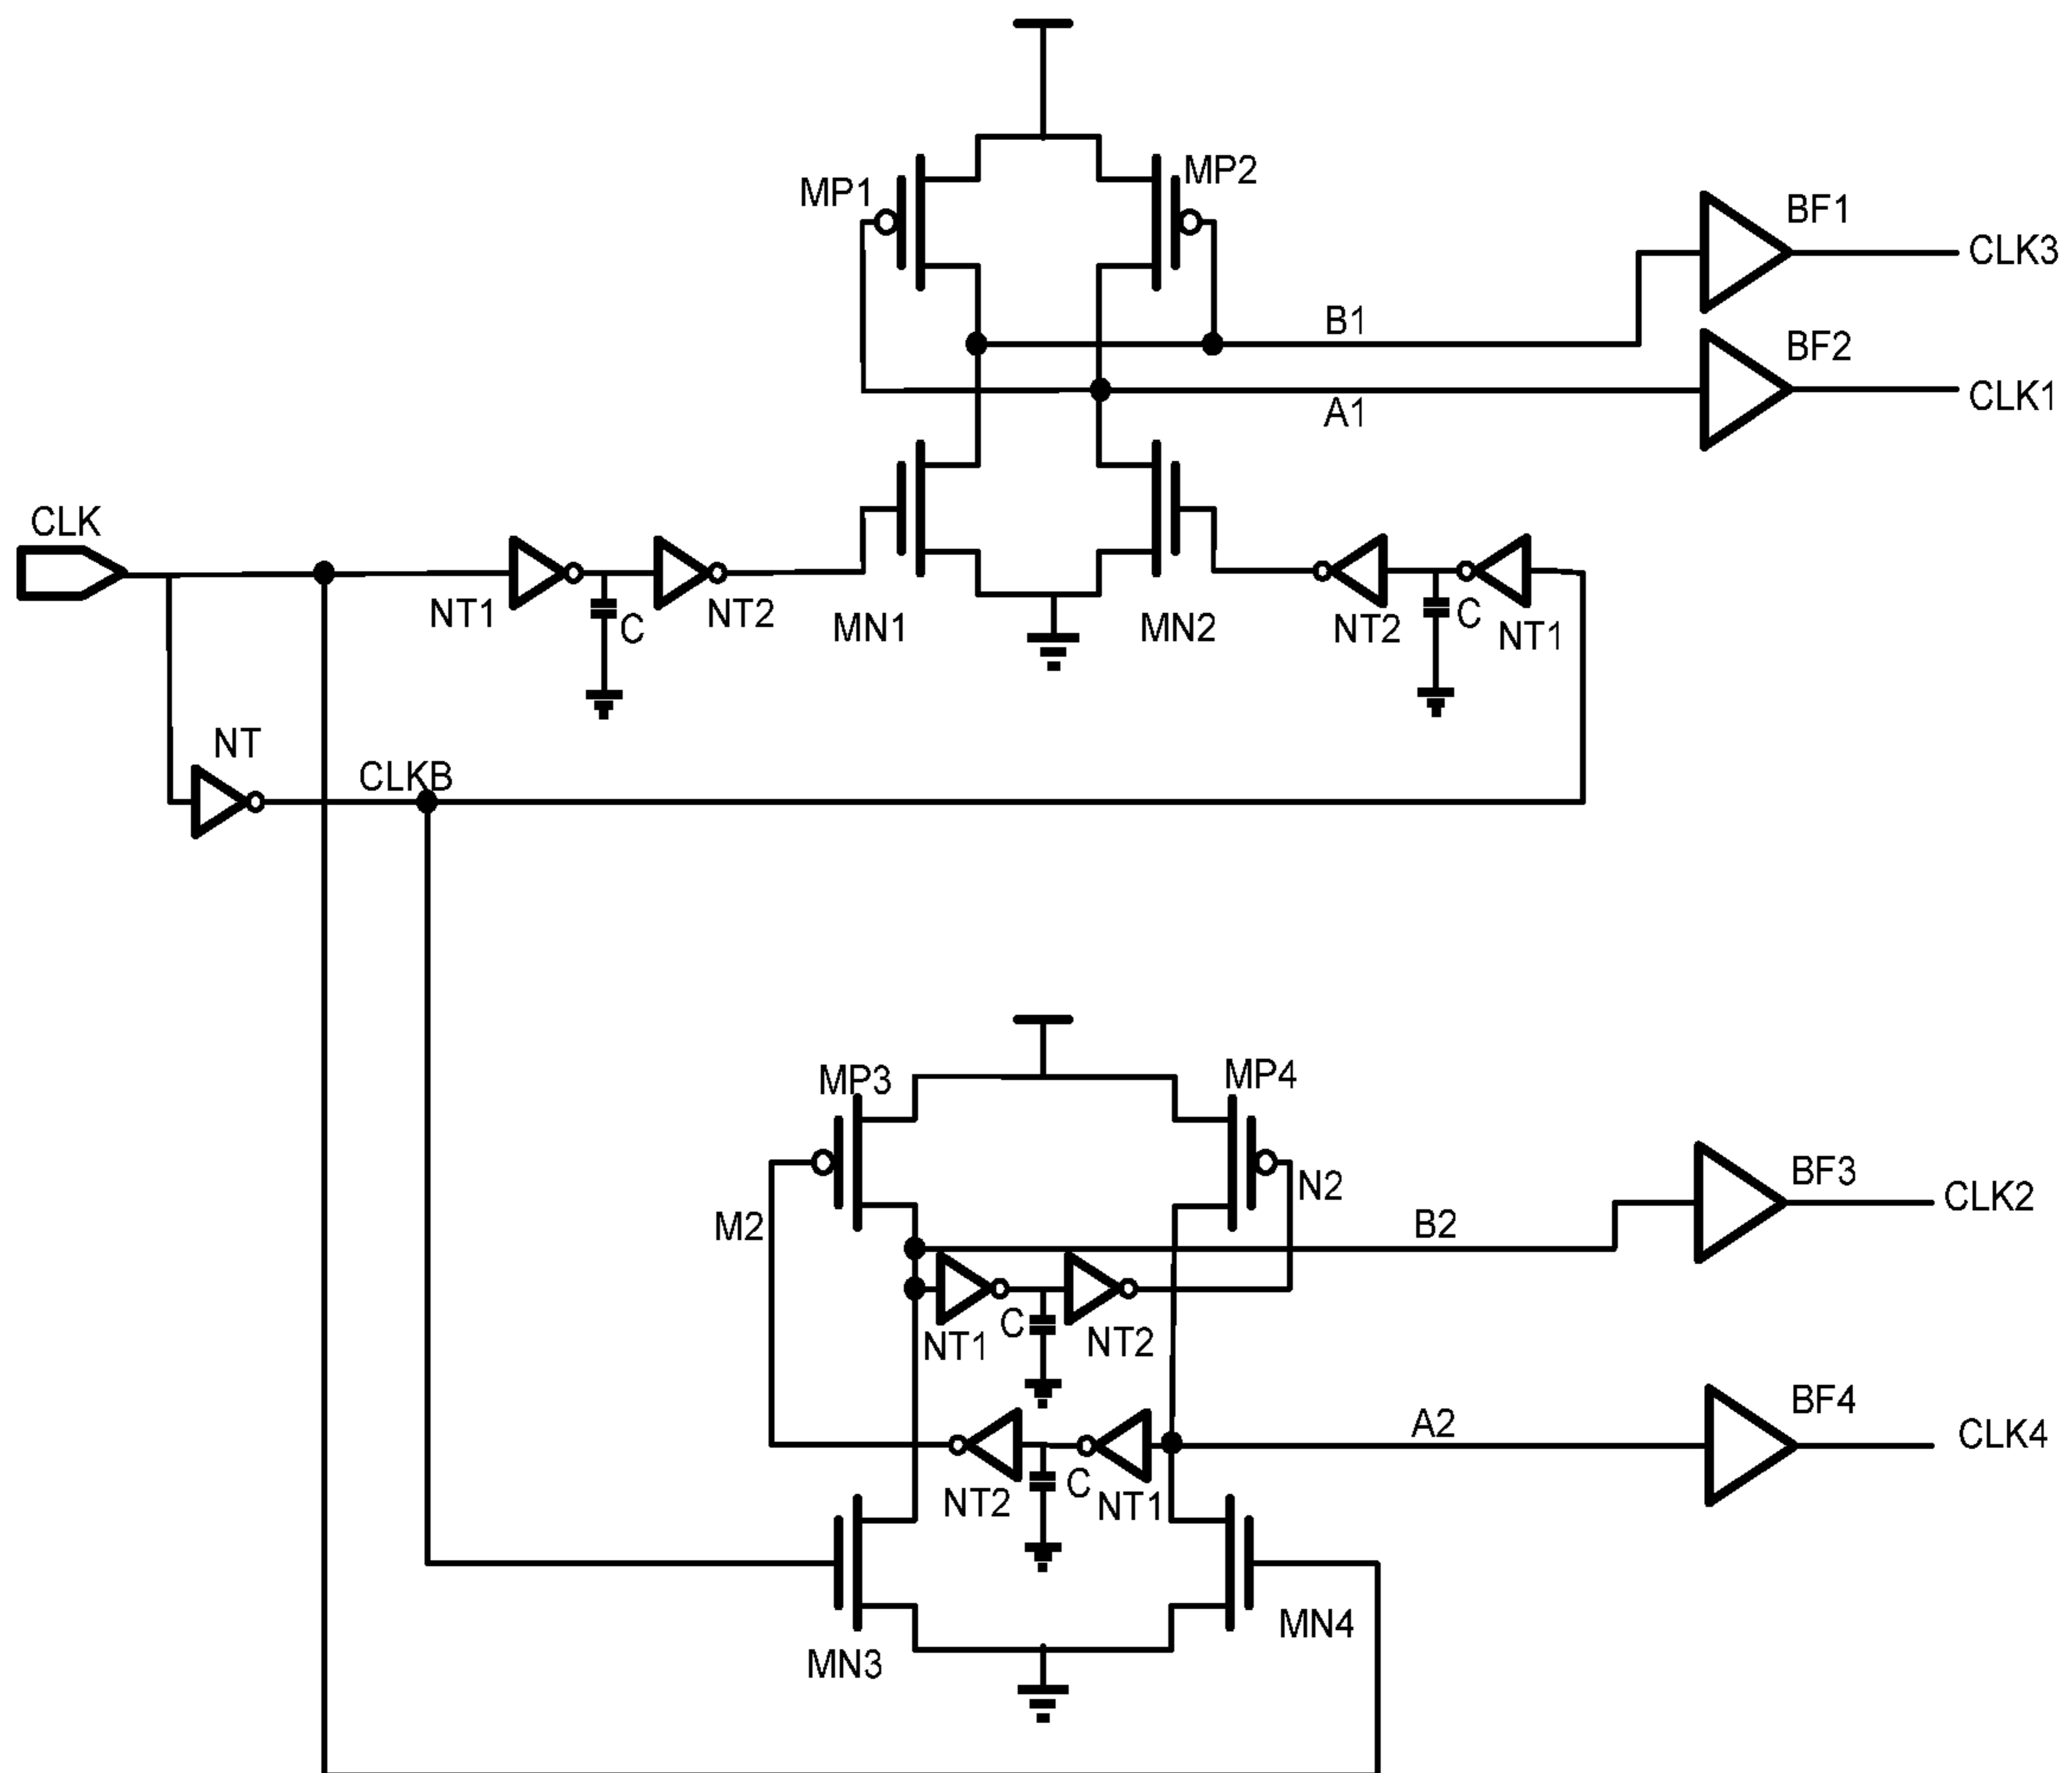 MP1
MP2
BF1
CLK3
B1
BF2
CLK1
A1
CLK
NT1
C
NT2
MN1
MN2
NT2
C
NT1
NT
CLKB
MP3
MP4
BF3
CLK2
N2
M2
B2
NT1
C
NT2
BF4
CLK4
A2
NT2
C
NT1
MN4
MN3